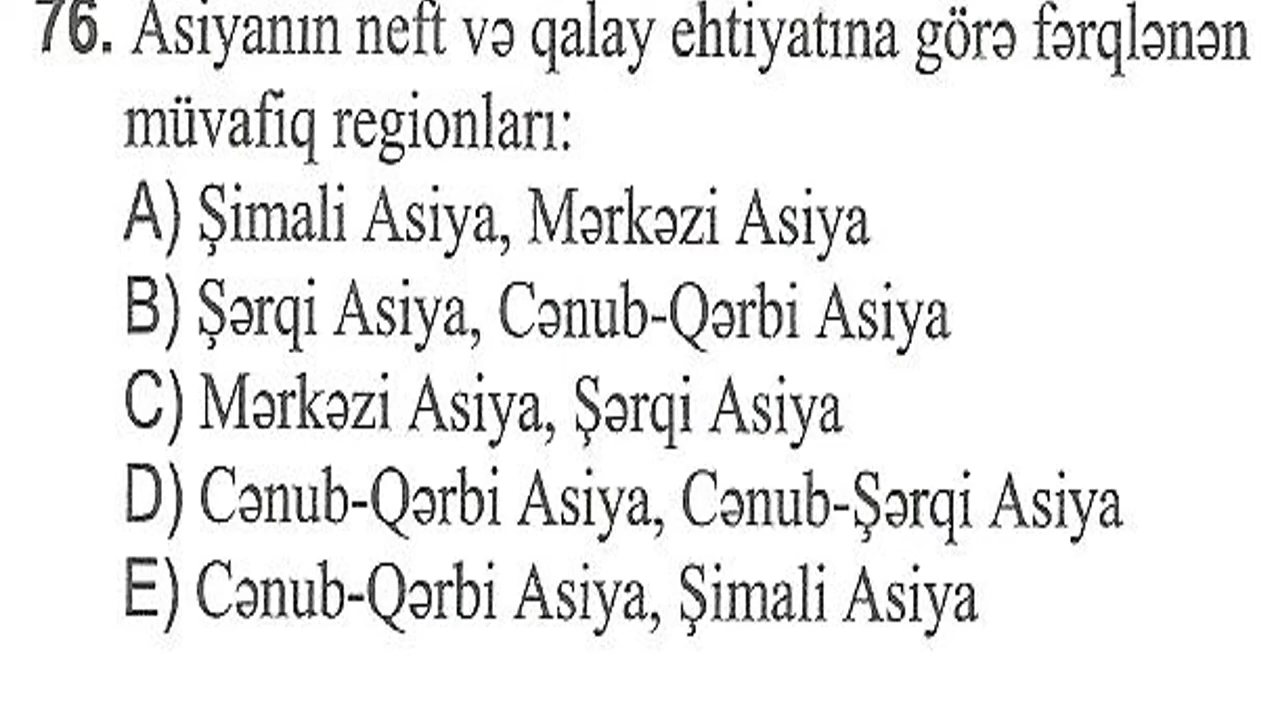 76. Asiyanın neft və qalay ehtiyatına görə fərqlənən
müvafiq regionları:
A) Şimali Asiya, Mərkəzi Asiya
B) Şərqi Asiya, Cənub-Qərbi Asiya
C) Mərkəzi Asiya, Şərqi Asiya
D) Cənub-Qərbi Asiya, Cənub-Şərqi Asiya
E) Cənub-Qərbi Asiya, Şimali Asiya